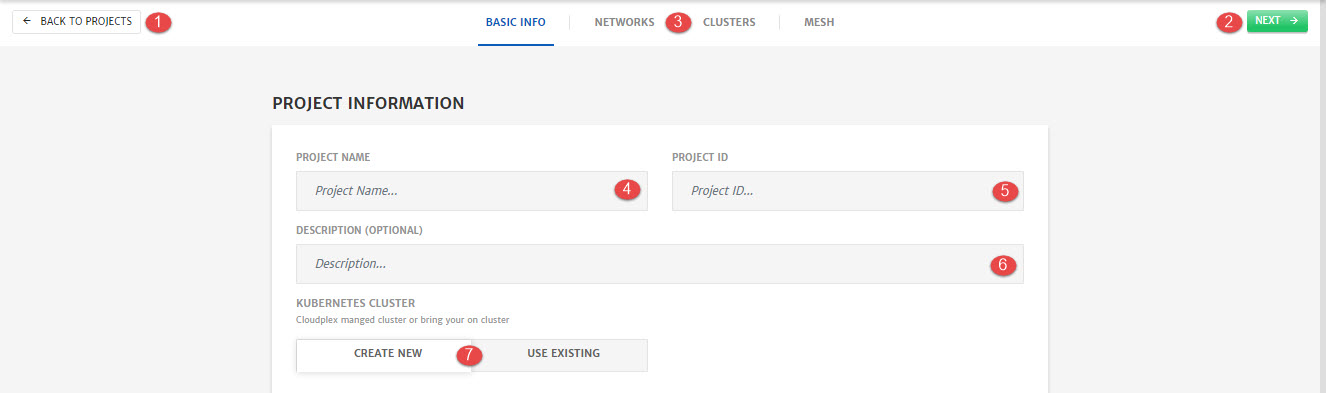 ← BACK TO PROJECTS 1 BASIC INFO NETWORKS 3 CLUSTERS MESH 2 NEXT →
PROJECT INFORMATION
PROJECT NAME PROJECT ID
Project Name... 4 Project ID... 5
DESCRIPTION (OPTIONAL)
Description... 6
KUBERNETES CLUSTER
Cloudplex manged cluster or bring your on cluster
CREATE NEW 7 USE EXISTING